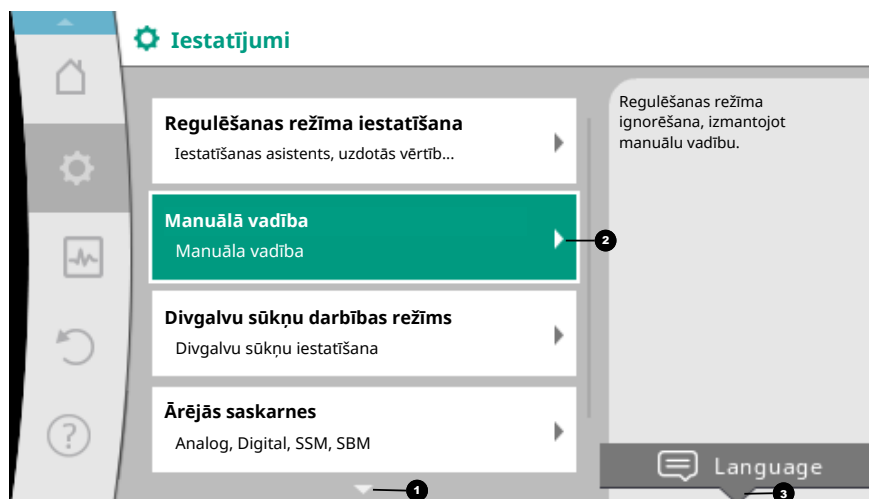 Iestatījumi
Regulēšanas režīma iestatīšana
Iestatīšanas asistents, uzdotās vērtīb...
Manuālā vadība
Manuāla vadība
Divgalvu sūkņu darbības režīms
Divgalvu sūkņu iestatīšana
Ārējās saskarnes
Analog, Digital, SSM, SBM
Regulēšanas režīma
ignorēšana, izmantojot
manuālu vadību.
Language
?
1
2
3